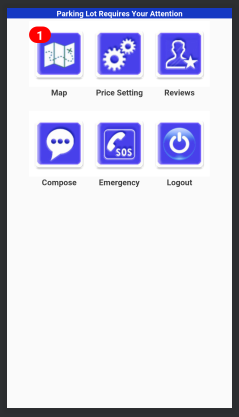 Parking Lot Requires Your Attention
1
Map Price Setting Reviews
SOS
Compose Emergency Logout